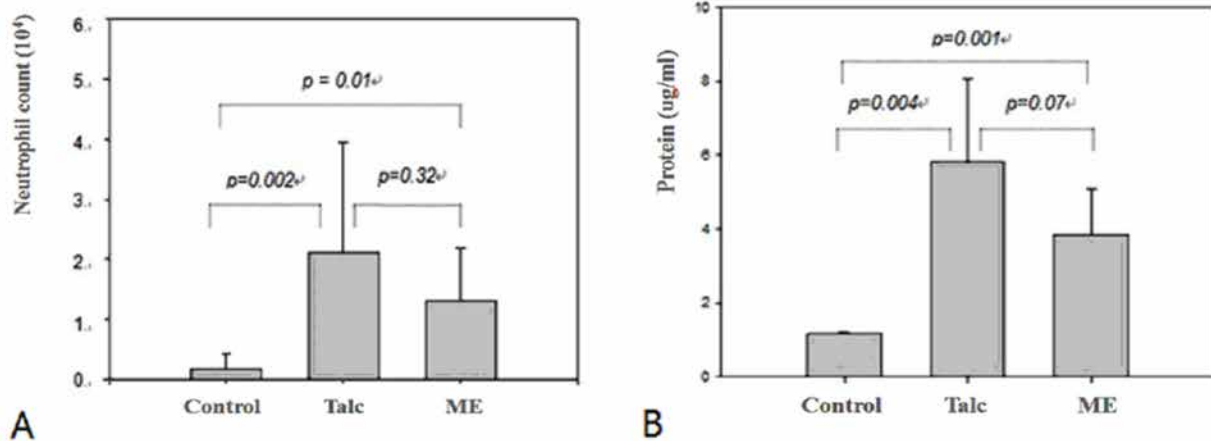 Neutrophil count (10⁴)
6.
5.
4.
3.
2.
1.
0.
p = 0.01↵
p=0.002↵
p=0.32↵
Control Talc ME
A
Protein (ug/ml)
10
8
6
4
2
0
p=0.001↵
p=0.004↵
p=0.07↵
Control Talc ME
B